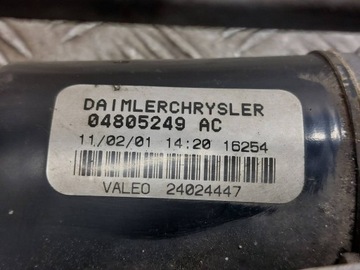 DAIMLERCHRYSLER
04805249 AC
11/02/01 14:20 16254
VALEO 24024447